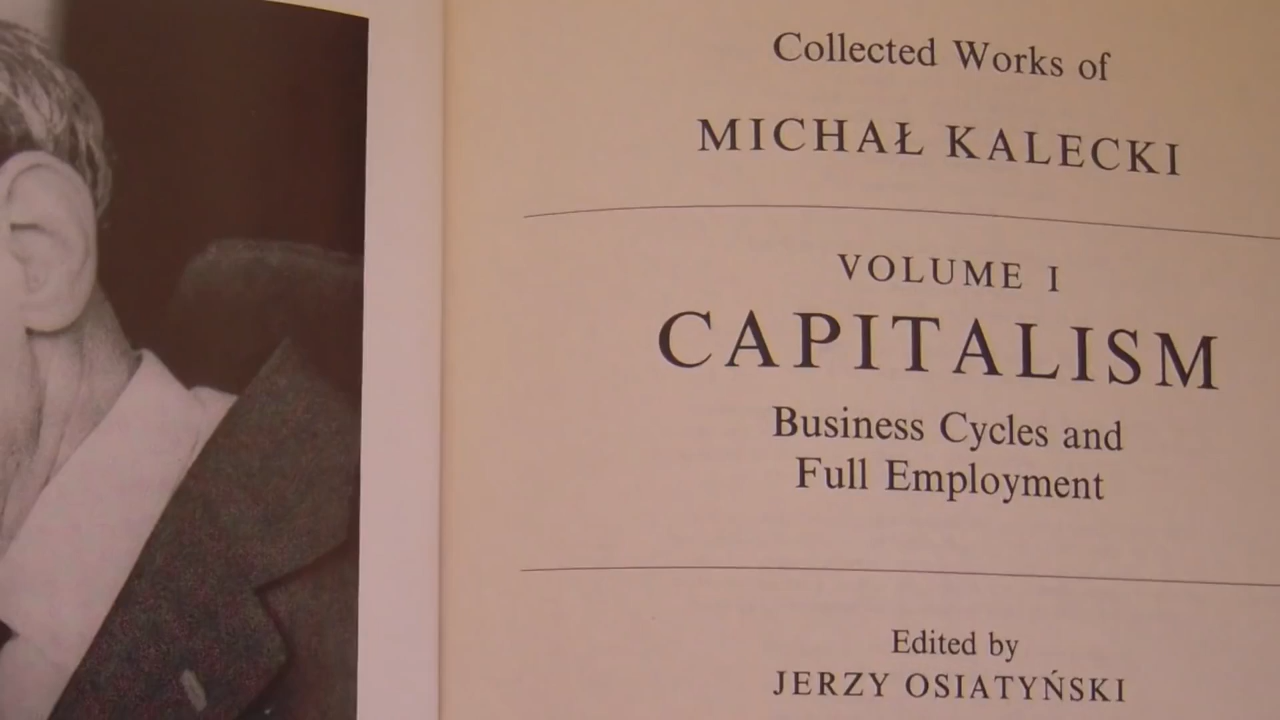 Collected Works of
MICHAŁ KALECKI
VOLUME I
CAPITALISM
Business Cycles and
Full Employment
Edited by
JERZY OSIATYŃSKI